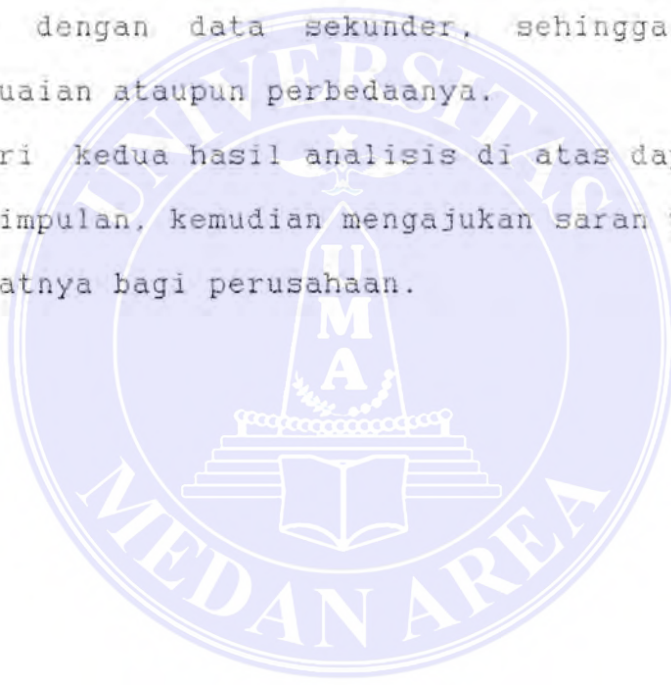 dengan data sekunder, sehingga
uaian ataupun perbedaanya.
ri kedua hasil analisis di atas da
impulan, kemudian mengajukan saran
atnya bagi perusahaan.
UNIVERSITAS
UMA
MEDAN AREA